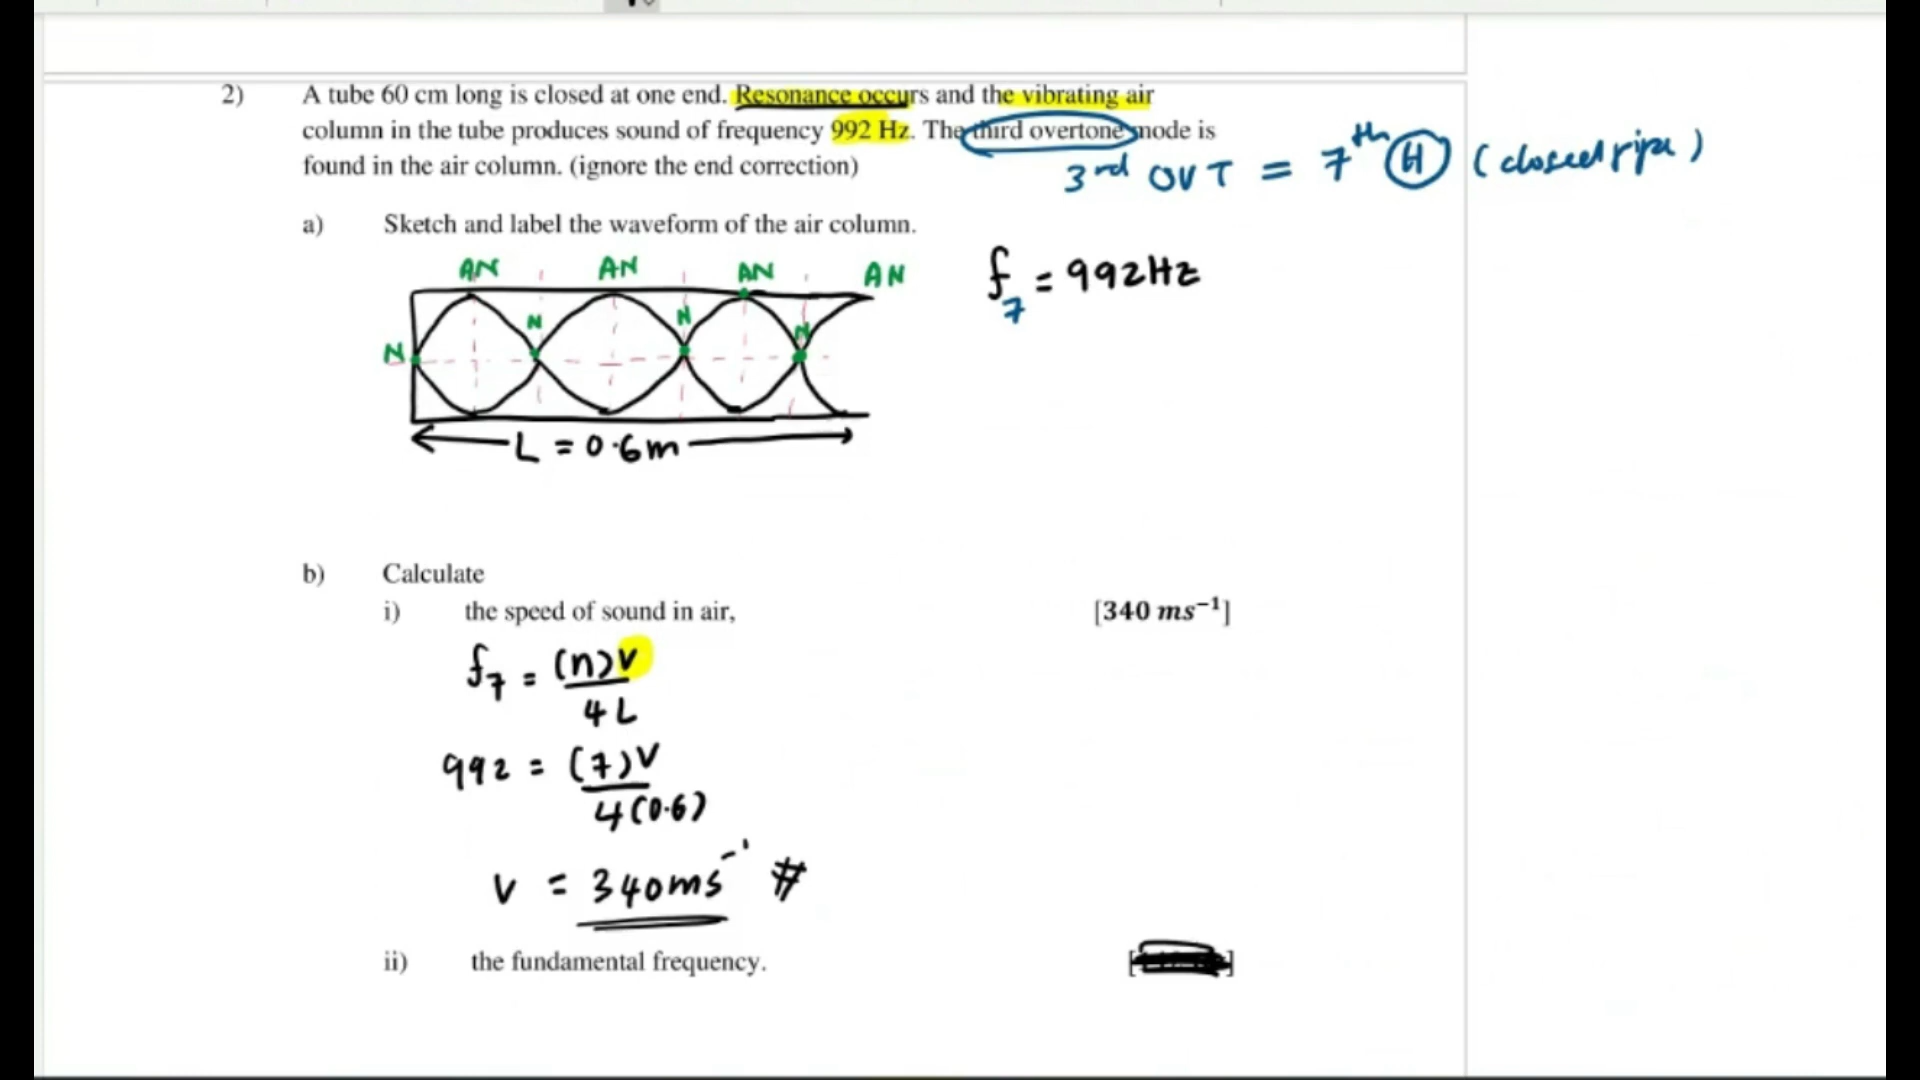 2) A tube 60 cm long is closed at one end. Resonance occurs and the vibrating air
column in the tube produces sound of frequency 992 Hz. The third overtone mode is
found in the air column. (ignore the end correction)
3rd OVT = 7th H (closed pipe)
a) Sketch and label the waveform of the air column.
AN AN AN AN
N N N N
L = 0.6m
f7 = 992Hz
b) Calculate
i) the speed of sound in air, [340 ms⁻¹]
f7 = (n)v
4L
992 = (7)v
4(0.6)
v = 340ms⁻¹ #
ii) the fundamental frequency.